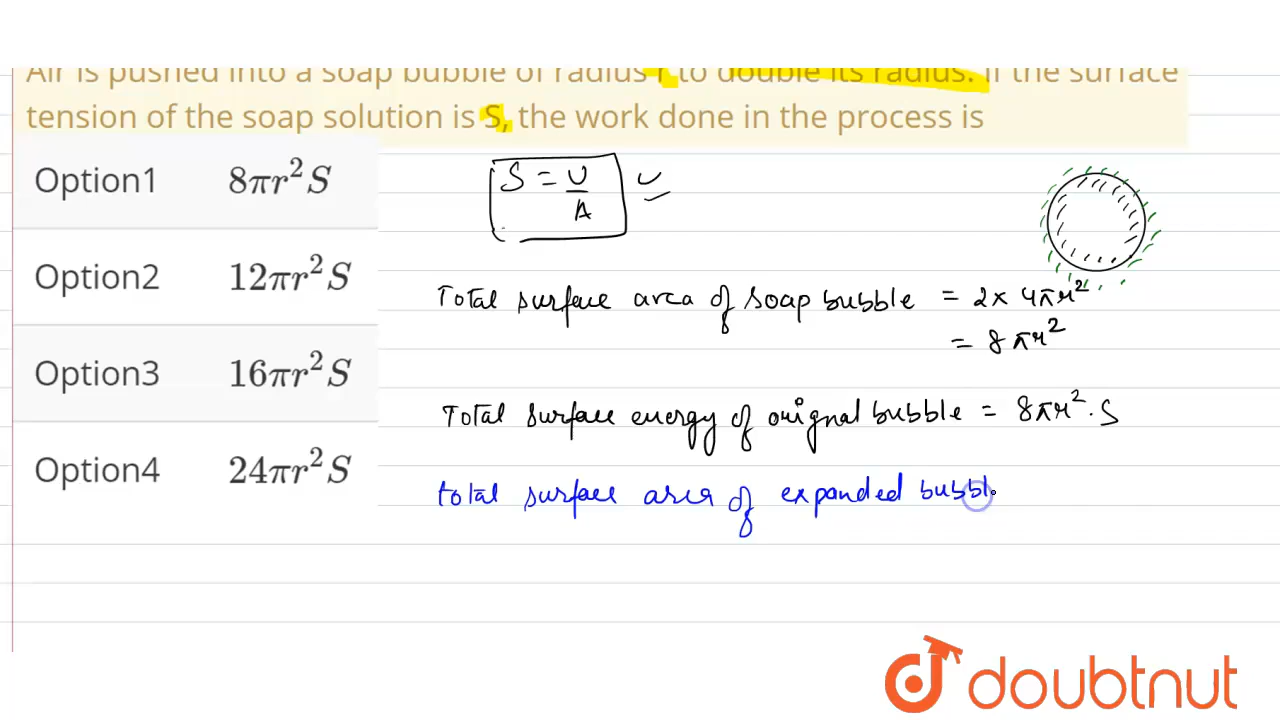 Air is pushed into a soap bubble of radius r to double its radius. If the surface
tension of the soap solution is S, the work done in the process is
Option1 8πr²S
Option2 12πr²S
Option3 16πr²S
Option4 24πr²S
S = U/A U
Total surface area of soap bubble = 2 × 4πr²
= 8πr²
Total surface energy of orignal bubble = 8πr² . S
total surface area of expanded bubbl
doubtnut